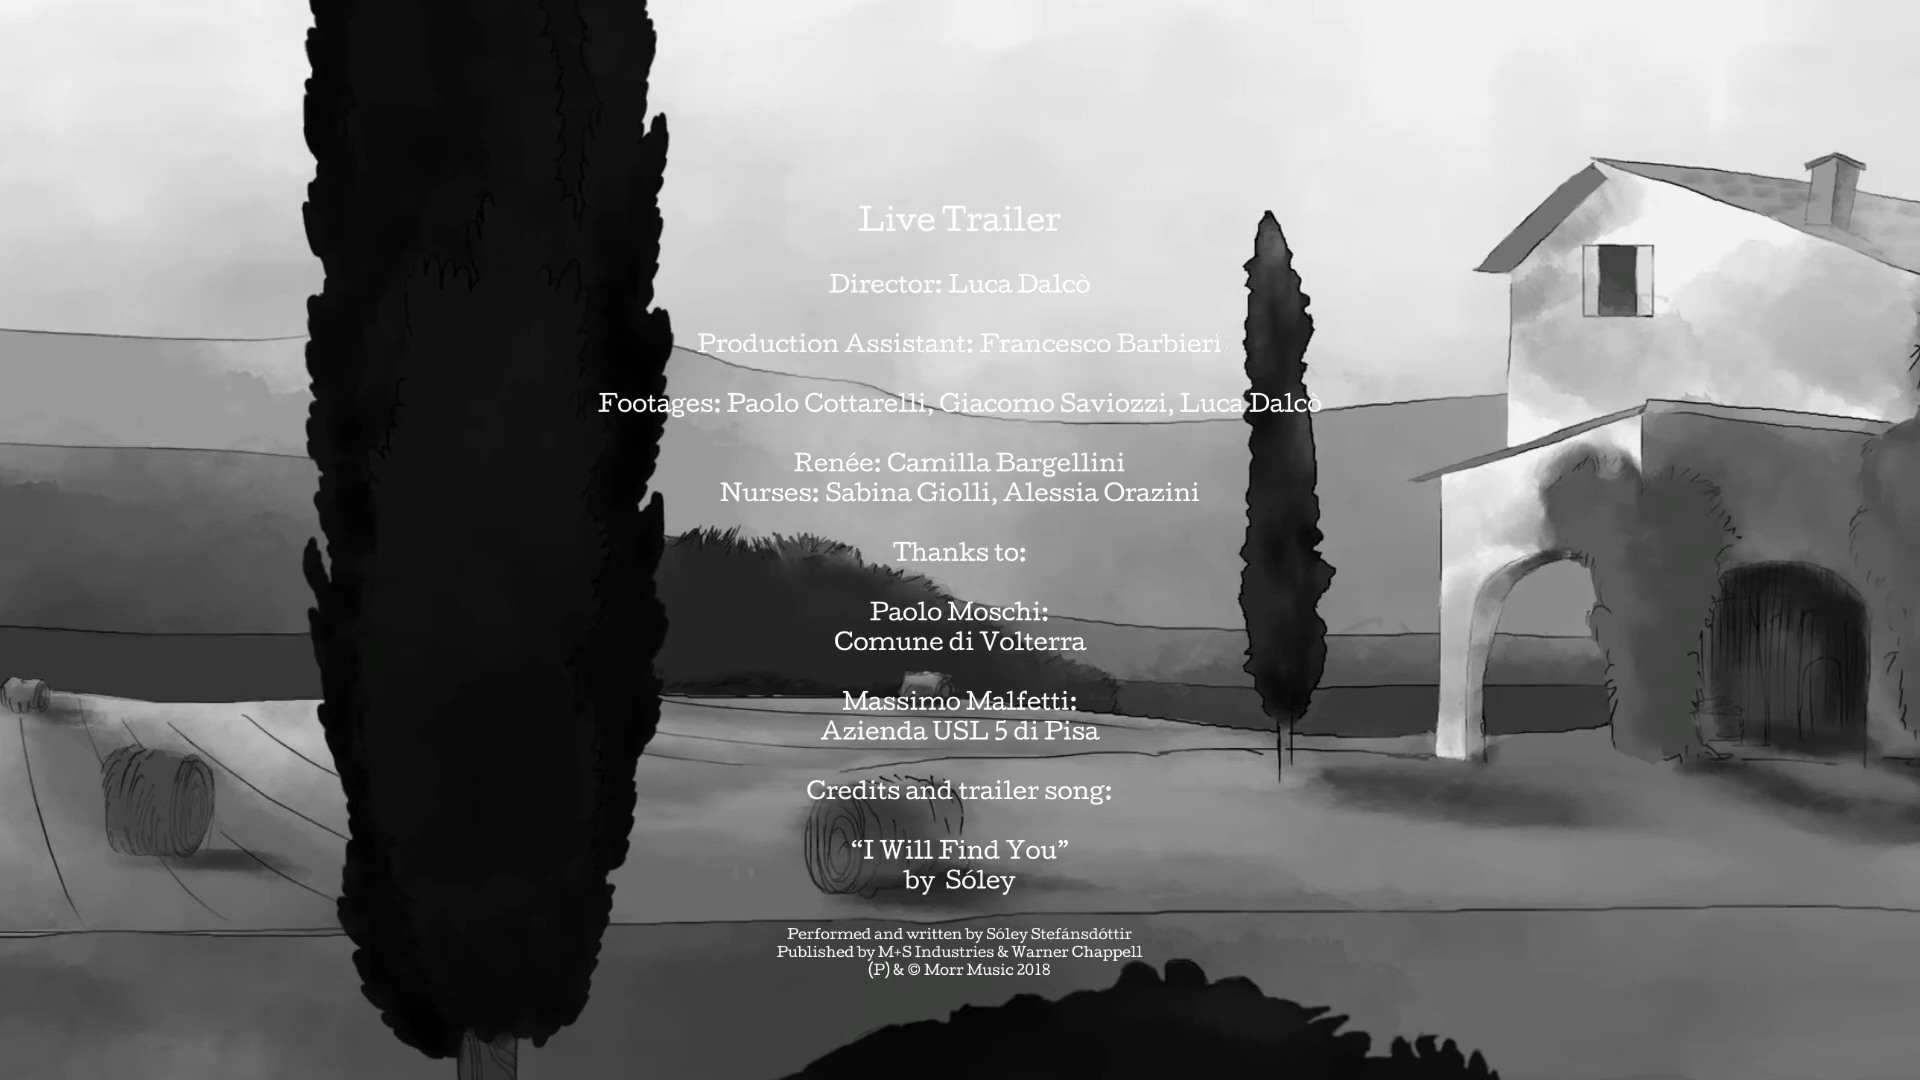 Live Trailer
Director: Luca Dalcò
Production Assistant: Francesco Barbieri
Footages: Paolo Cottarelli, Giacomo Saviozzi, Luca Dalcò
Renée: Camilla Bargellini
Nurses: Sabina Giolli, Alessia Orazini
Thanks to:
Paolo Moschi:
Comune di Volterra
Massimo Malfetti:
Azienda USL 5 di Pisa
Credits and trailer song:
“I Will Find You”
by Sóley
Performed and written by Sóley Stefánsdóttir
Published by M+S Industries & Warner Chappell
(P) & © Morr Music 2018